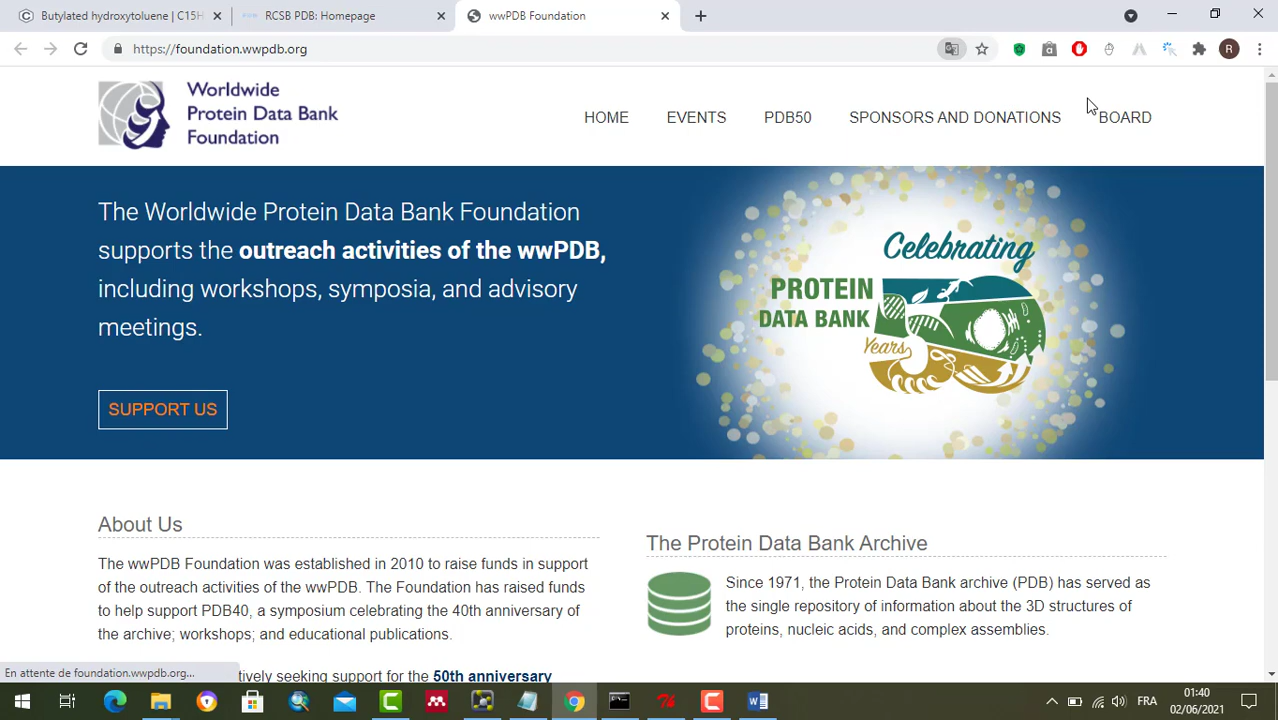 Butylated hydroxytoluene | C15H
RCSB PDB: Homepage
wwPDB Foundation
https://foundation.wwpdb.org
R
Worldwide
Protein Data Bank
Foundation
HOME
EVENTS
PDB50
SPONSORS AND DONATIONS
BOARD
The Worldwide Protein Data Bank Foundation
supports the outreach activities of the wwPDB,
including workshops, symposia, and advisory
meetings.
SUPPORT US
Celebrating
PROTEIN
DATA BANK
50
Years
About Us
The wwPDB Foundation was established in 2010 to raise funds in support
of the outreach activities of the wwPDB. The Foundation has raised funds
to help support PDB40, a symposium celebrating the 40th anniversary of
the archive; workshops; and educational publications.
tively seeking support for the 50th anniversary
The Protein Data Bank Archive
Since 1971, the Protein Data Bank archive (PDB) has served as
the single repository of information about the 3D structures of
proteins, nucleic acids, and complex assemblies.
En attente de foundation.wwpdb.org...
FRA
01:40
02/06/2021